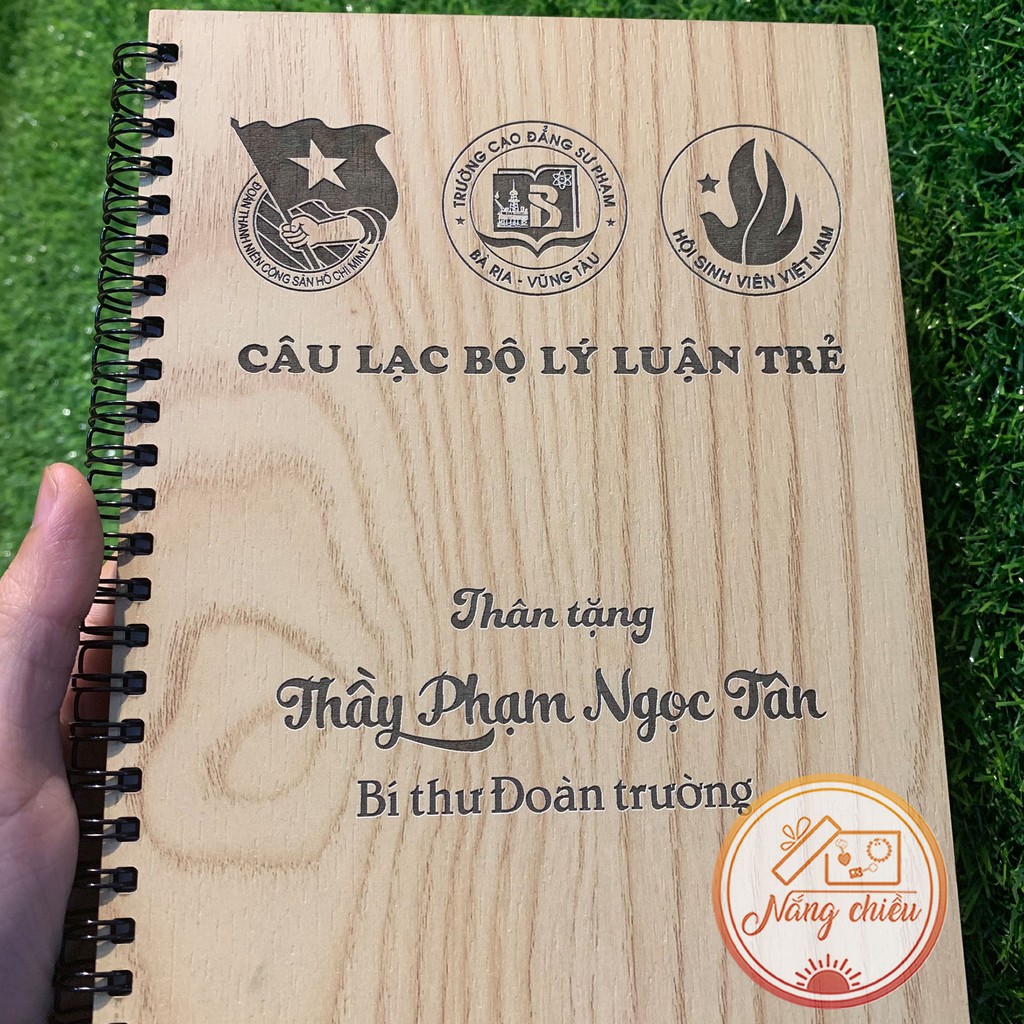 ĐOÀN THANH NIÊN CỘNG SẢN HỒ CHÍ MINH
TRƯỜNG CAO ĐẲNG SƯ PHẠM
BR
BÀ RỊA - VŨNG TÀU
HỘI SINH VIÊN VIỆT NAM
CÂU LẠC BỘ LÝ LUẬN TRẺ
Thân tặng
Thầy Phạm Ngọc Tân
Bí thư Đoàn trường
Nắng chiều